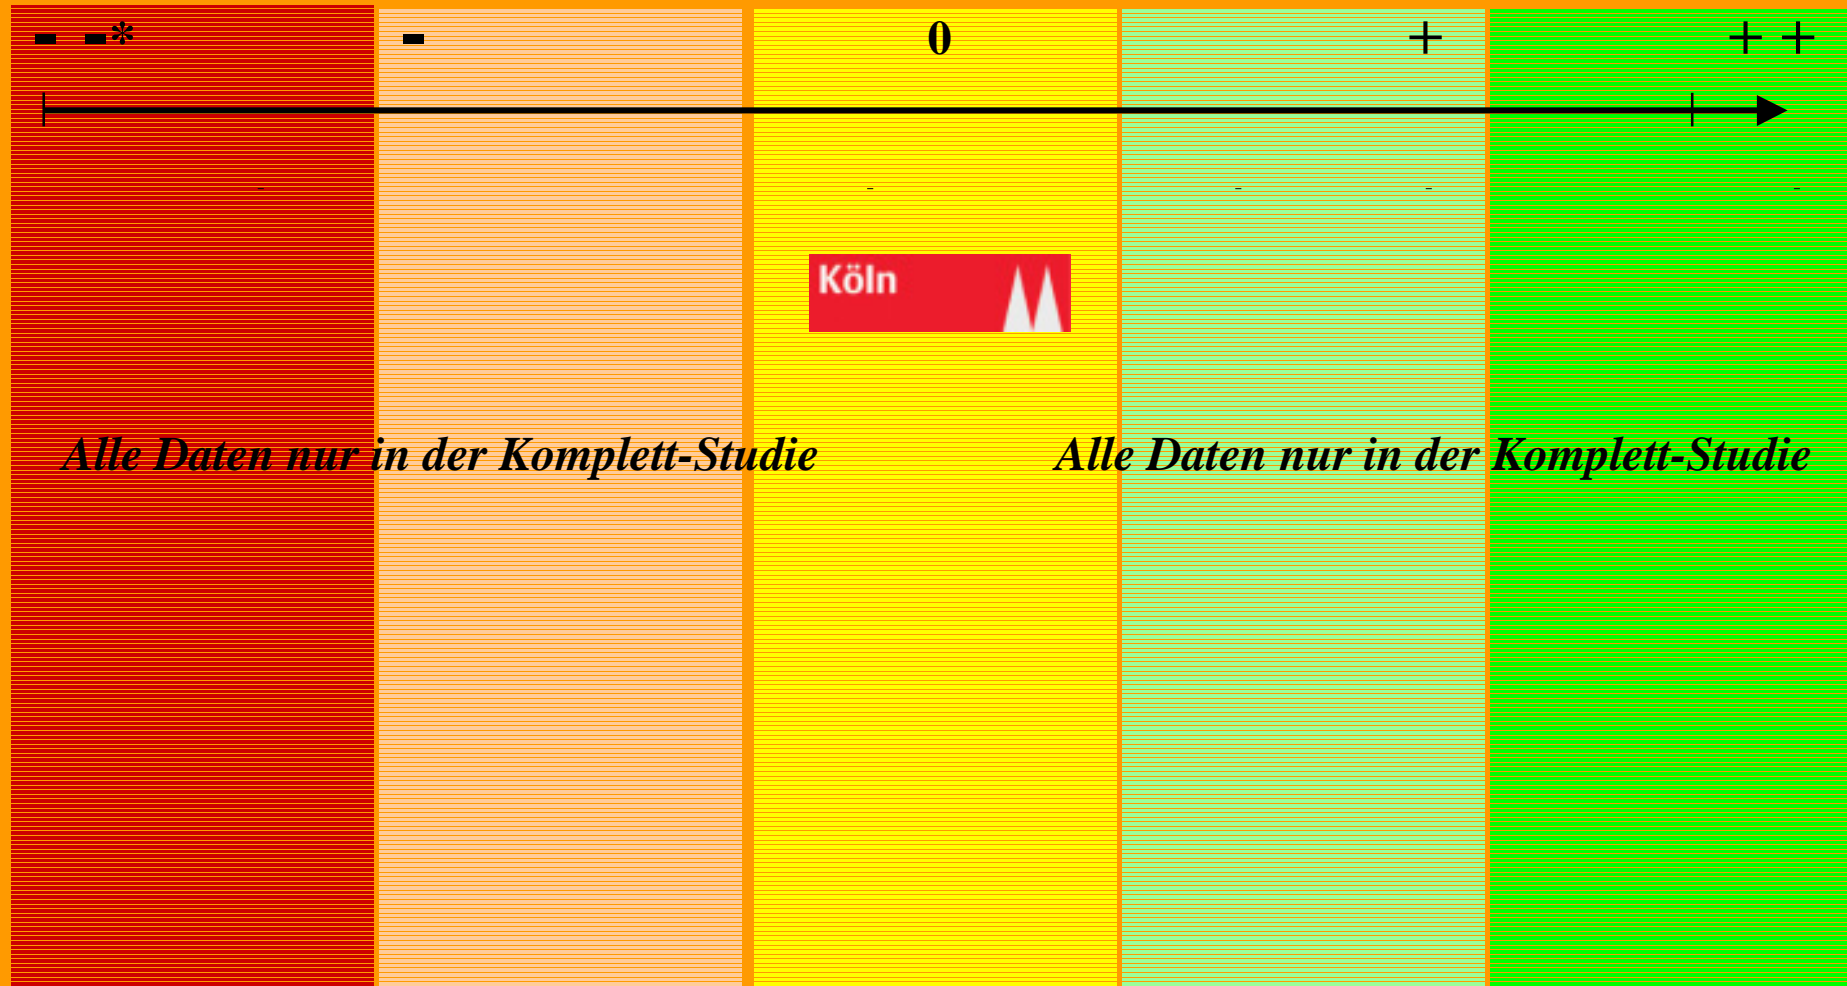 - -* - 0 + + +
Köln
Alle Daten nur in der Komplett-Studie Alle Daten nur in der Komplett-Studie